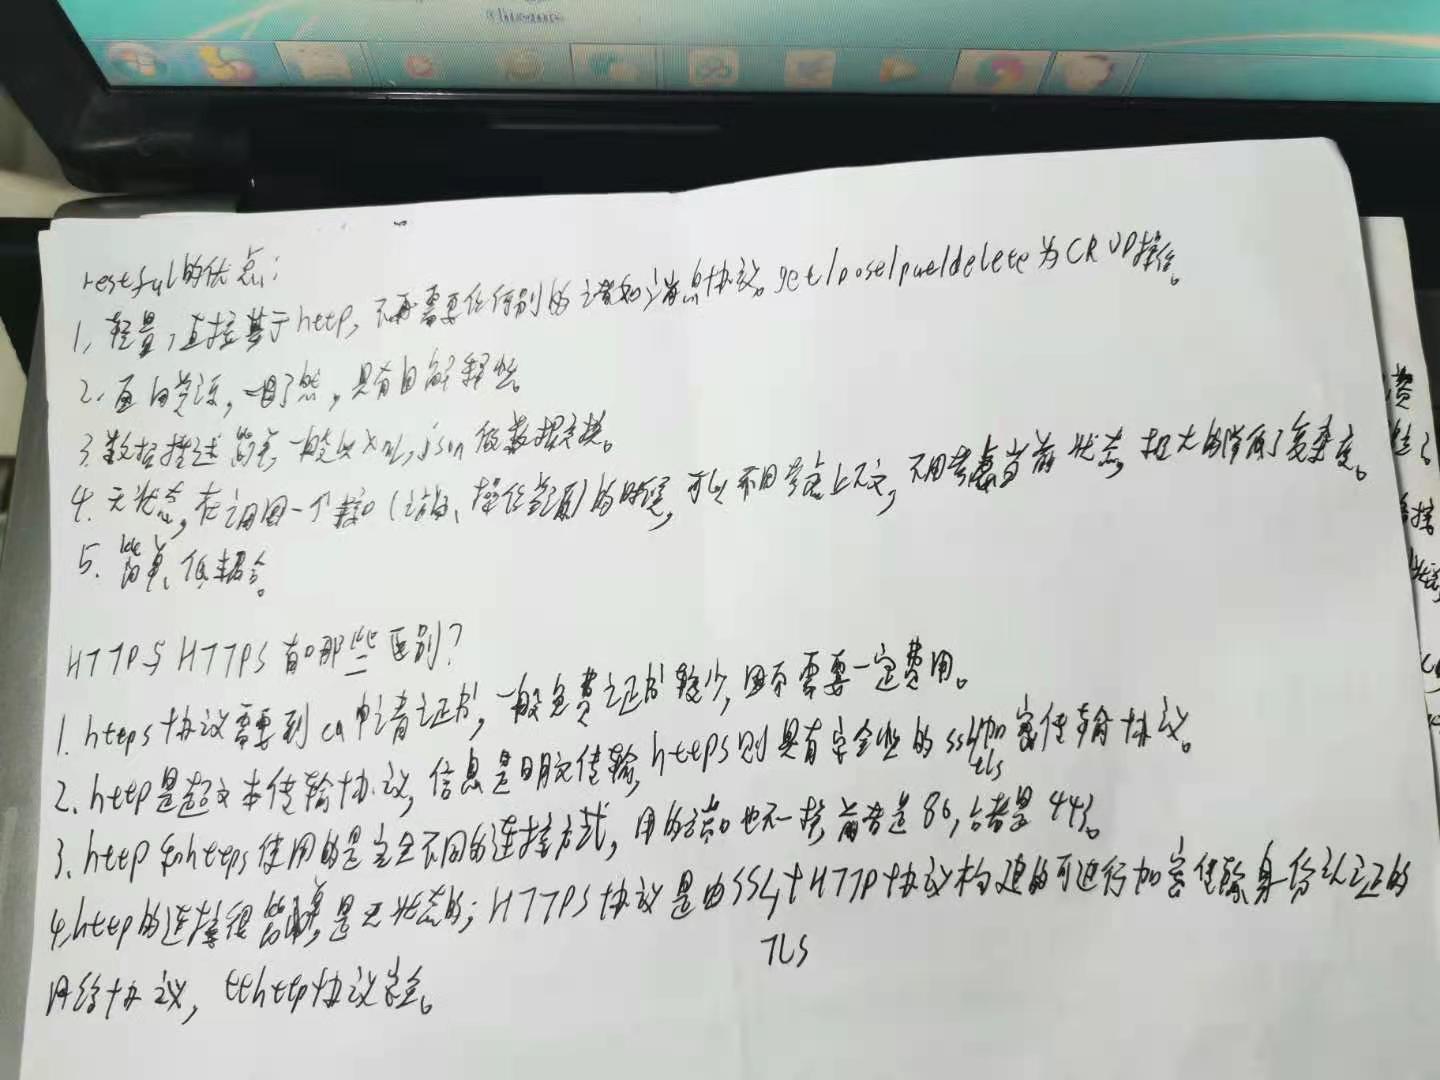 restful的优点:
1, 轻量,直接基于http,不再需要任何别的诸如消息协议。get/post/put/delete为CRUD操作。
2. 面向资源,一目了然,具有自解释性。
3. 数据描述简单,一般以xml,json做数据交换。
4. 无状态,在调用一个接口(访问、操作资源)的时候,可以不用考虑上下文,不用考虑当前状态,极大的降低了复杂度。
5. 简单、低耦合。
HTTP与HTTPS有哪些区别?
1. https协议需要到ca申请证书,一般免费证书较少,因而需要一定费用。
2. http是超文本传输协议,信息是明文传输,https则具有安全性的ssl/tls加密传输协议。
3. http和https使用的是完全不同的连接方式,用的端口也不一样,前者是80,后者是443。
4,http的连接很简单,是无状态的;HTTPS协议是由SSL/TLS+HTTP协议构建的可进行加密传输身份认证的
网络协议,比http协议安全。